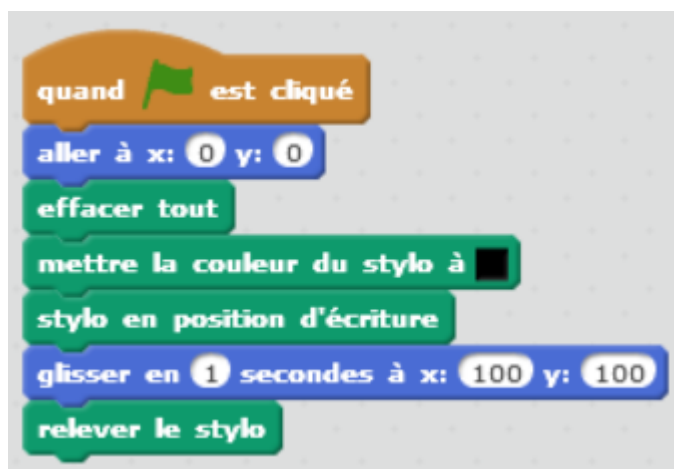 quand est cliqué
aller à x: 0 y: 0
effacer tout
mettre la couleur du stylo à
stylo en position d'écriture
glisser en 1 secondes à x: 100 y: 100
relever le stylo